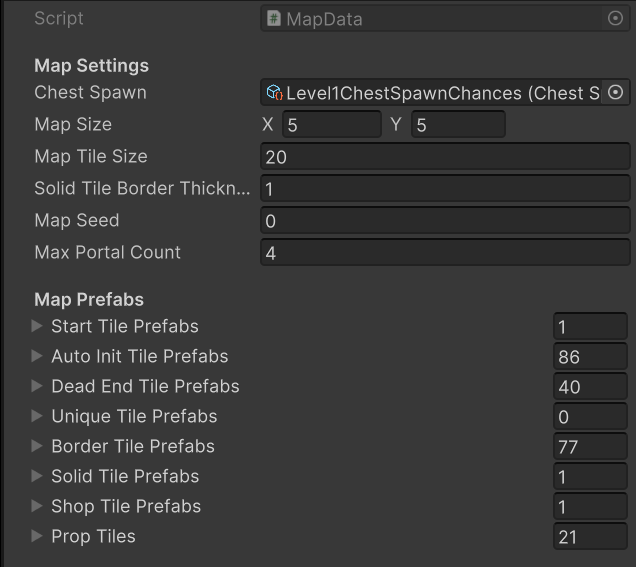 Script MapData
Map Settings
Chest Spawn Level1ChestSpawnChances (Chest S
Map Size X 5 Y 5
Map Tile Size 20
Solid Tile Border Thickn... 1
Map Seed 0
Max Portal Count 4
Map Prefabs
Start Tile Prefabs 1
Auto Init Tile Prefabs 86
Dead End Tile Prefabs 40
Unique Tile Prefabs 0
Border Tile Prefabs 77
Solid Tile Prefabs 1
Shop Tile Prefabs 1
Prop Tiles 21